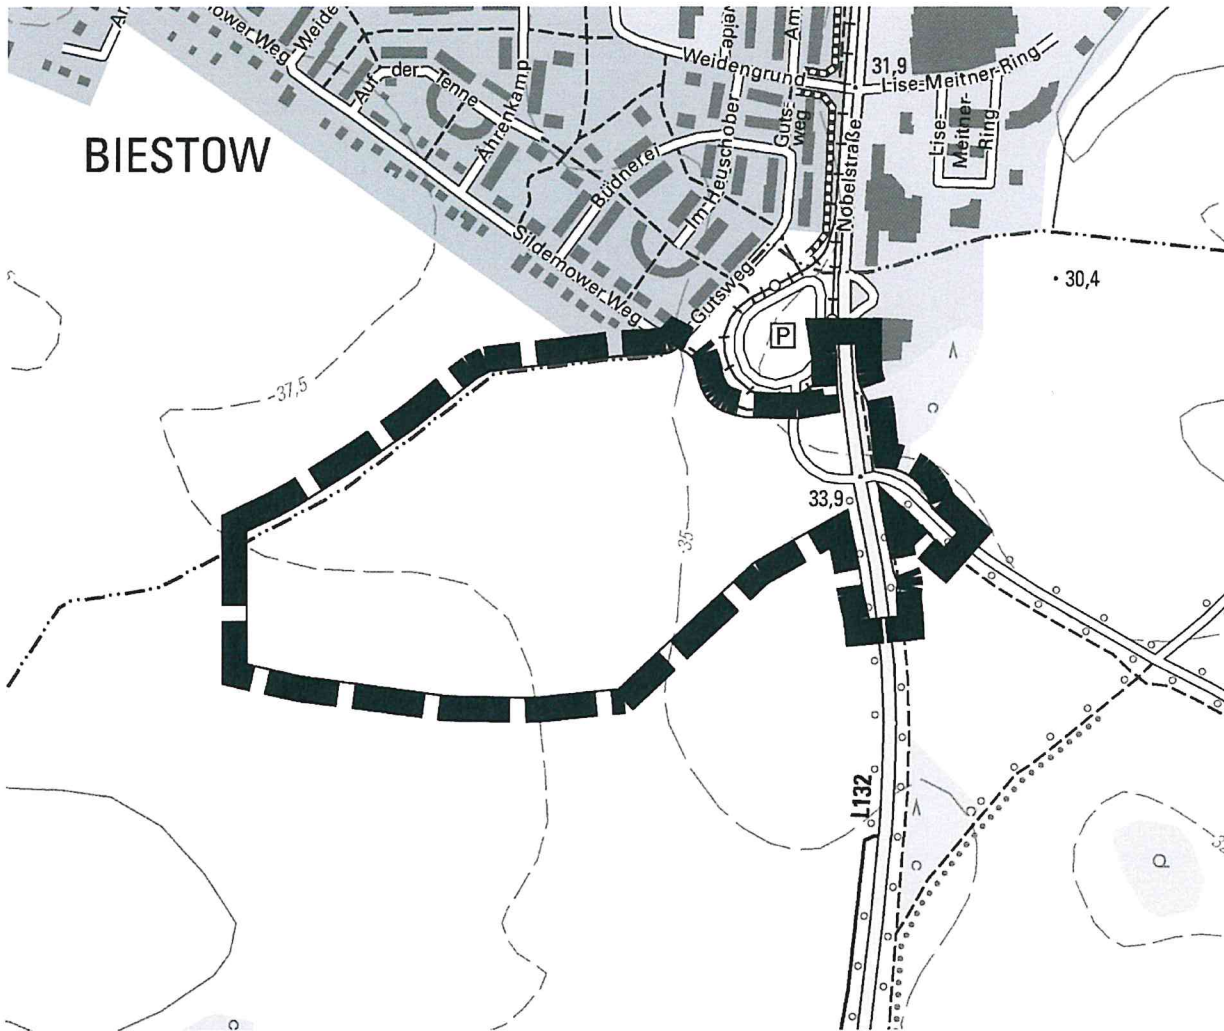 BIESTOW
Auf der Tenne
Ährenkamp
Büdnerei
Im Heuschober
Weidengrund
31,9
Lise-Meitner-Ring
Lise-
Meitner-
Ring
Guts-
weg
Nobelstraße
Sildemower Weg
Gutsweg
P
30,4
37,5
33,9
35
L132